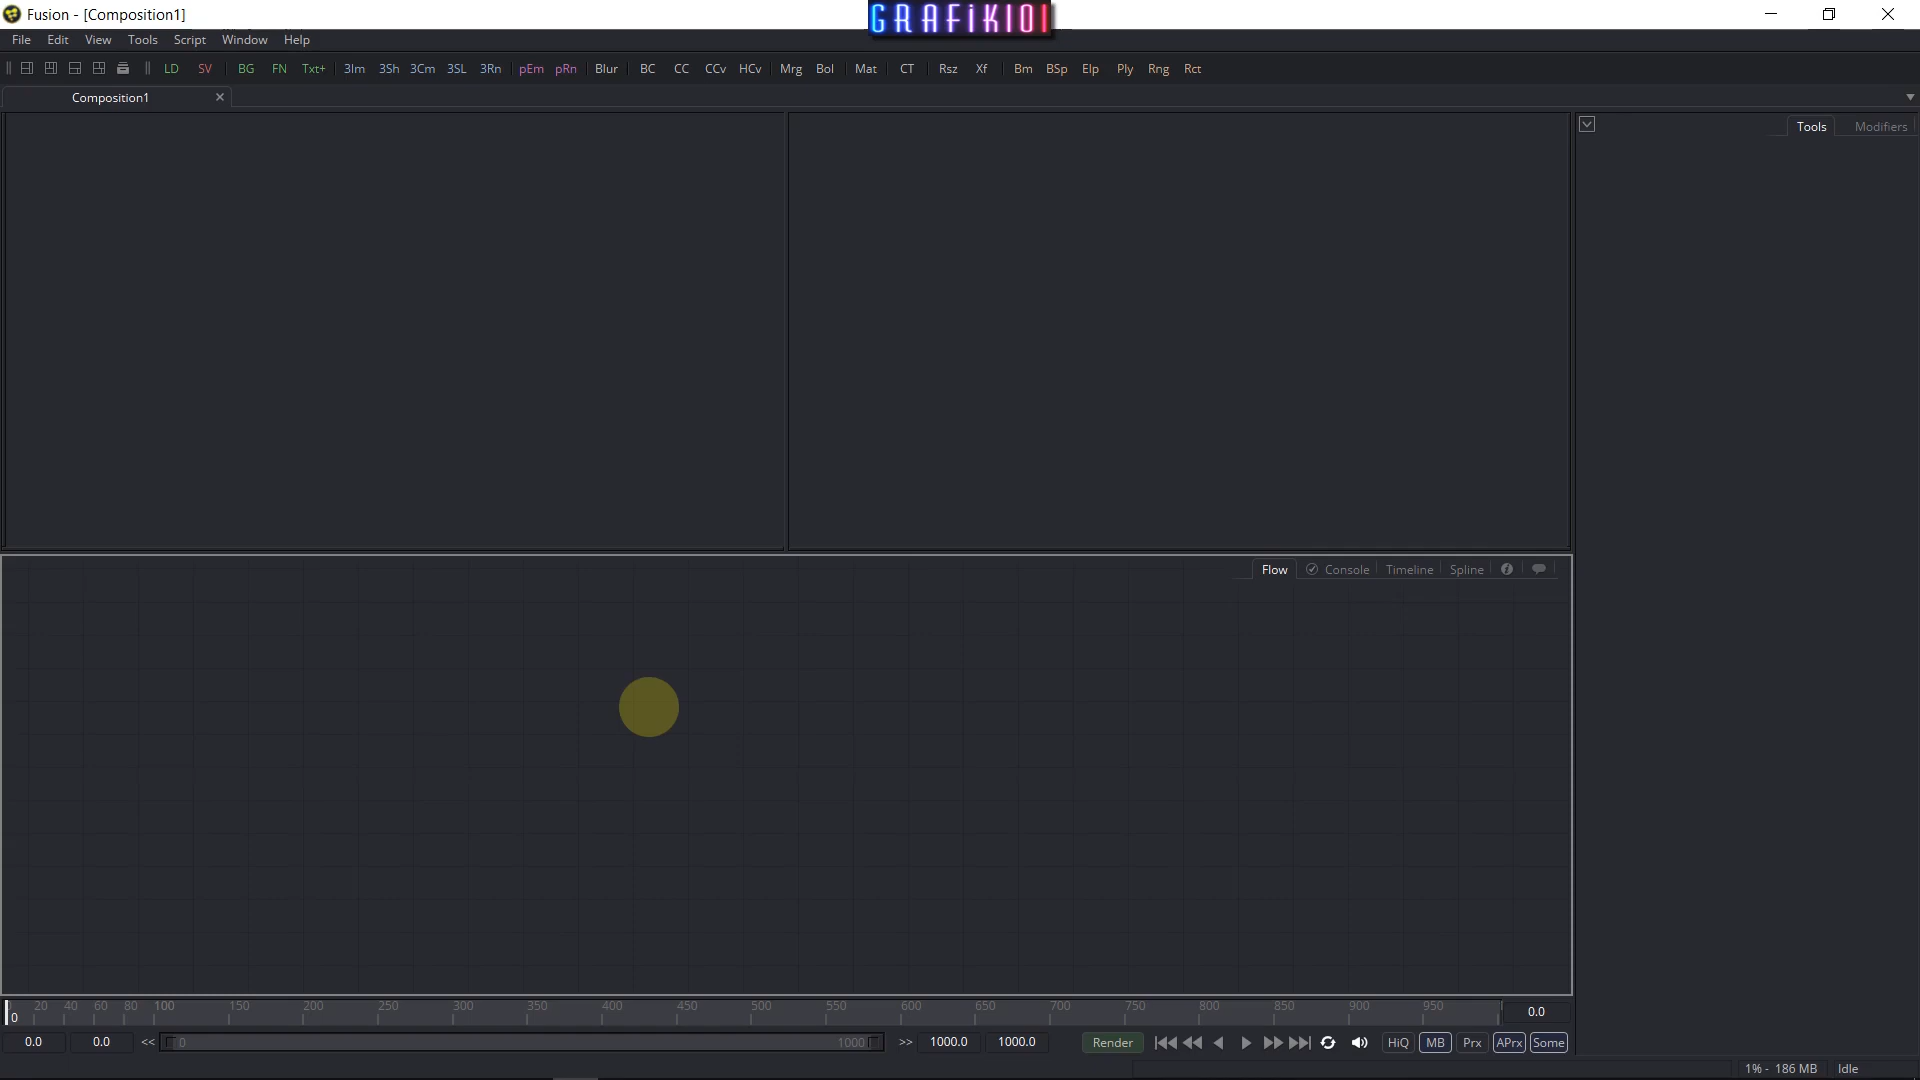 Fusion - [Composition1]
GRAFiK101
File Edit View Tools Script Window Help
LD SV BG FN Txt+ 3Im 3Sh 3Cm 3SL 3Rn pEm pRn Blur BC CC CCv HCv Mrg Bol Mat CT Rsz Xf Bm BSp Elp Ply Rng Rct
Composition1
Tools Modifiers
Flow Console Timeline Spline
0 20 40 60 80 100 150 200 250 300 350 400 450 500 550 600 650 700 750 800 850 900 950 0.0
0.0 0.0 << 0 1000 >> 1000.0 1000.0 Render HiQ MB Prx APrx Some
1% - 186 MB Idle